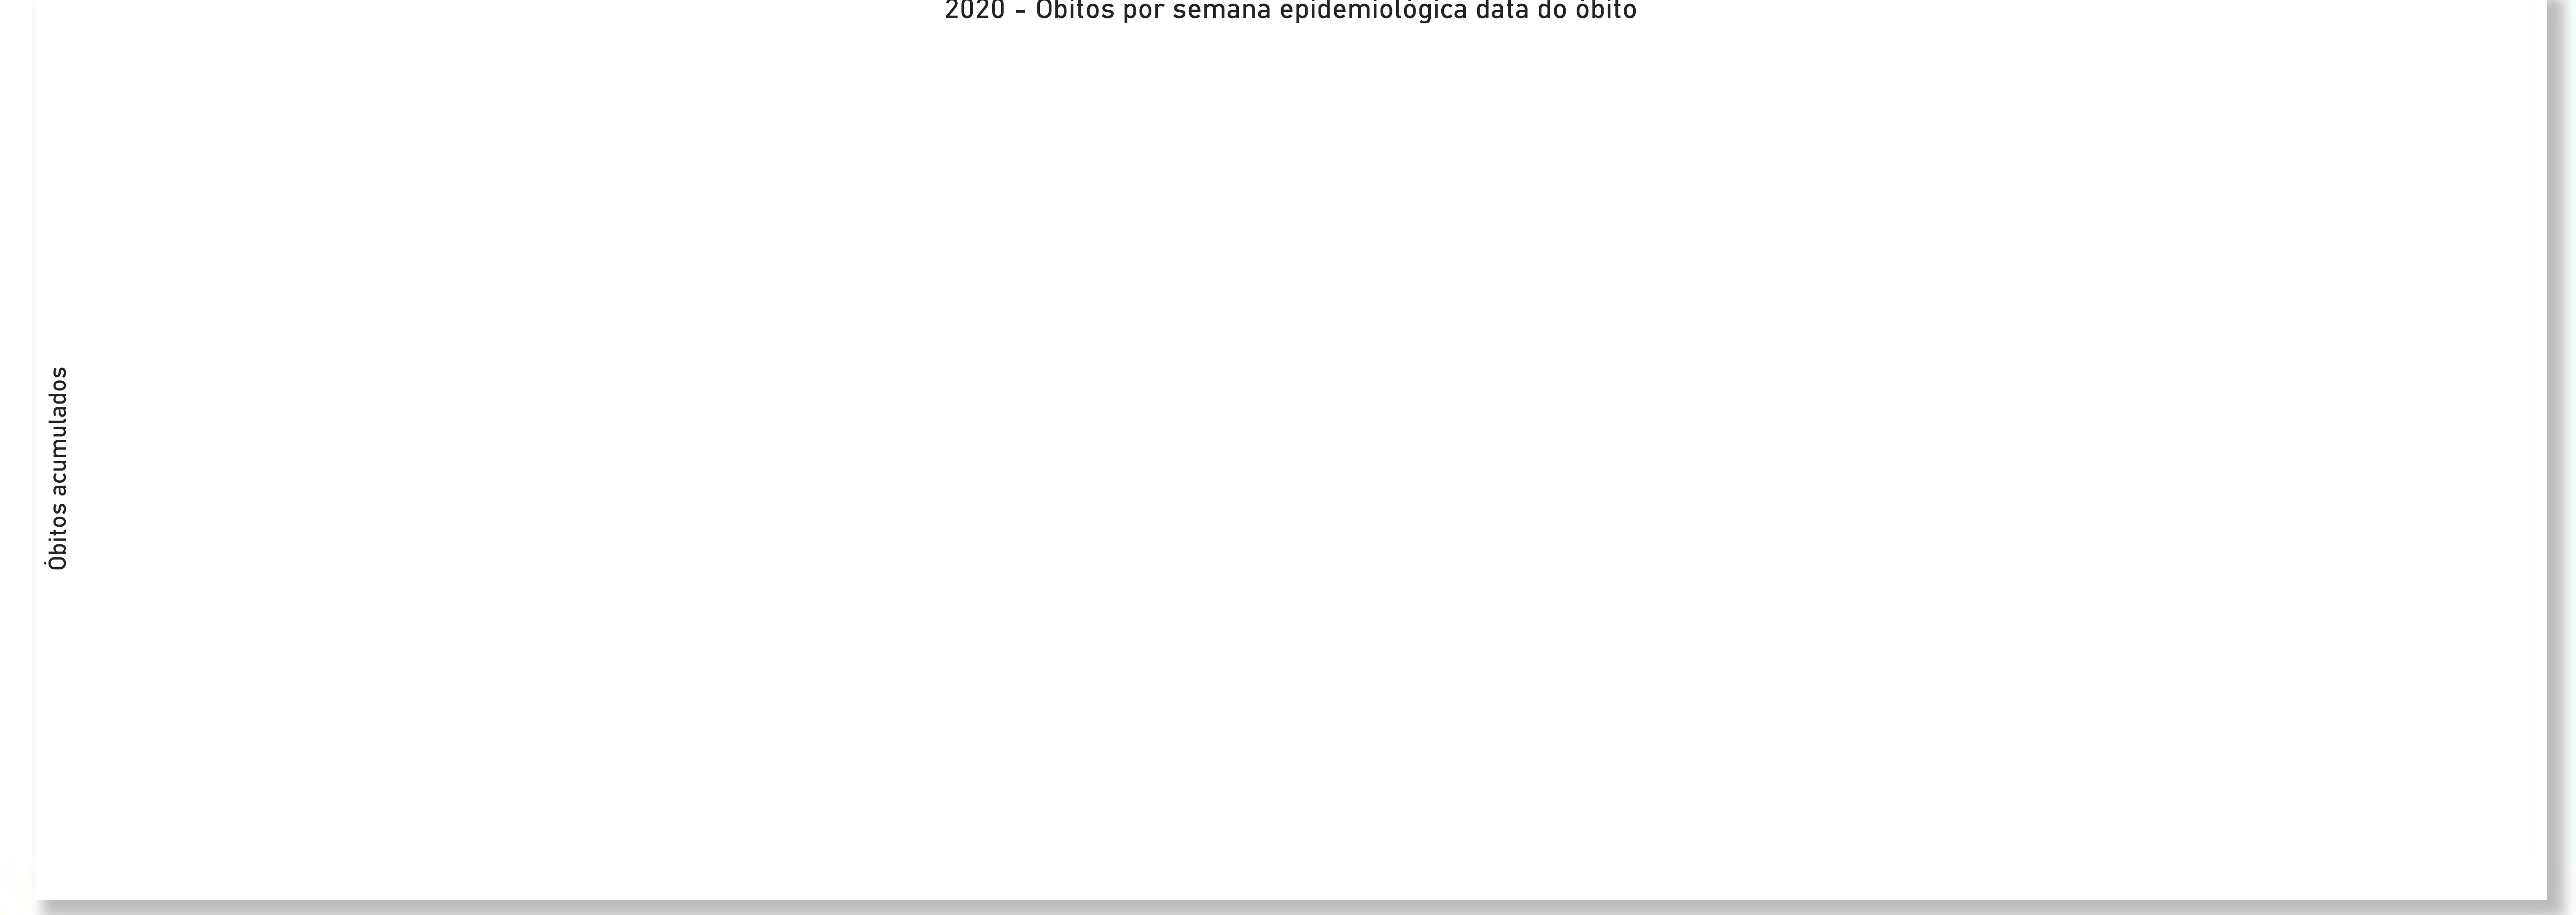 2020 - Óbitos por semana epidemiológica data do óbito
Óbitos acumulados